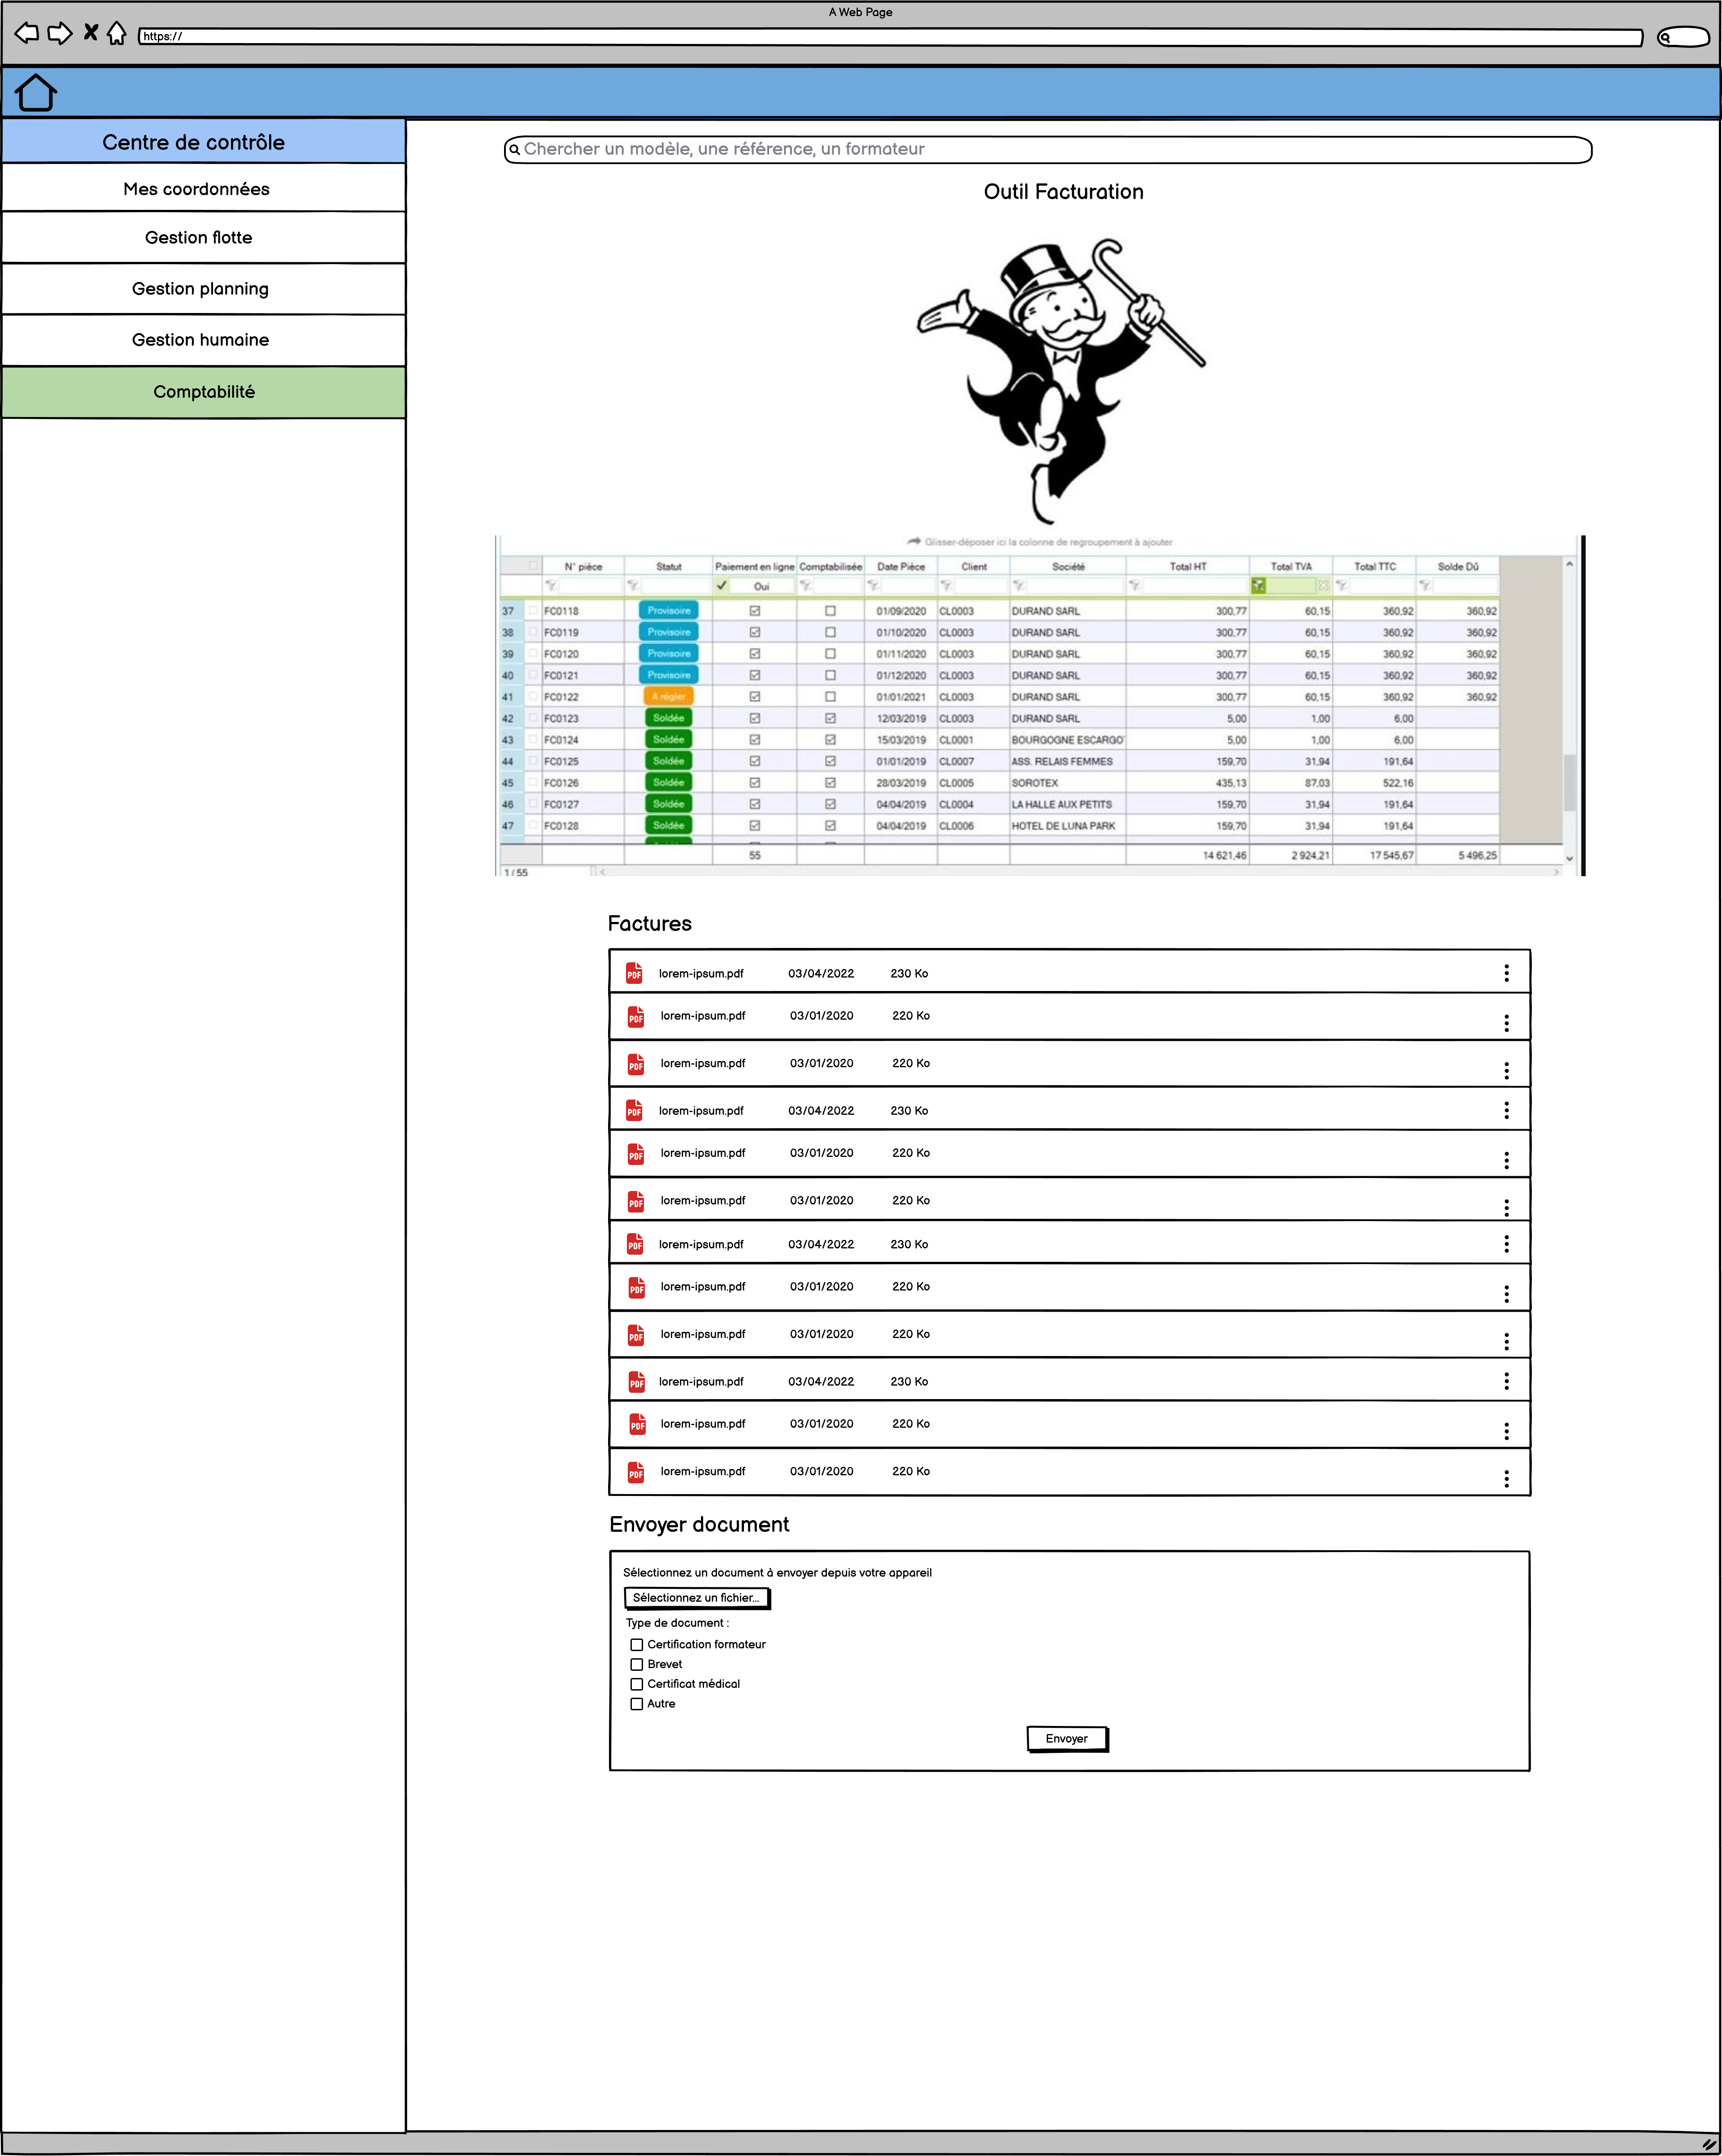 A Web Page
https://
Centre de contrôle
Mes coordonnées
Gestion flotte
Gestion planning
Gestion humaine
Comptabilité
Chercher un modèle, une référence, un formateur
Outil Facturation
Glisser-déposer ici la colonne de regroupement à ajouter
N° pièce Statut Paiement en ligne Comptabilisée Date Pièce Client Société Total HT Total TVA Total TTC Solde Dû
Oui
37 FC0118 Provisoire 01/09/2020 CL0003 DURAND SARL 300,77 60,15 360,92 360,92
38 FC0119 Provisoire 01/10/2020 CL0003 DURAND SARL 300,77 60,15 360,92 360,92
39 FC0120 Provisoire 01/11/2020 CL0003 DURAND SARL 300,77 60,15 360,92 360,92
40 FC0121 Provisoire 01/12/2020 CL0003 DURAND SARL 300,77 60,15 360,92 360,92
41 FC0122 A régler 01/01/2021 CL0003 DURAND SARL 300,77 60,15 360,92 360,92
42 FC0123 Soldée 12/03/2019 CL0003 DURAND SARL 5,00 1,00 6,00
43 FC0124 Soldée 15/03/2019 CL0001 BOURGOGNE ESCARGO 5,00 1,00 6,00
44 FC0125 Soldée 01/01/2019 CL0007 ASS. RELAIS FEMMES 159,70 31,94 191,64
45 FC0126 Soldée 28/03/2019 CL0005 SOROTEX 435,13 87,03 522,16
46 FC0127 Soldée 04/04/2019 CL0004 LA HALLE AUX PETITS 159,70 31,94 191,64
47 FC0128 Soldée 04/04/2019 CL0006 HOTEL DE LUNA PARK 159,70 31,94 191,64
55 14 621,46 2 924,21 17 545,67 5 496,25
1 / 55
Factures
PDF lorem-ipsum.pdf 03/04/2022 230 Ko
PDF lorem-ipsum.pdf 03/01/2020 220 Ko
PDF lorem-ipsum.pdf 03/01/2020 220 Ko
PDF lorem-ipsum.pdf 03/04/2022 230 Ko
PDF lorem-ipsum.pdf 03/01/2020 220 Ko
PDF lorem-ipsum.pdf 03/01/2020 220 Ko
PDF lorem-ipsum.pdf 03/04/2022 230 Ko
PDF lorem-ipsum.pdf 03/01/2020 220 Ko
PDF lorem-ipsum.pdf 03/01/2020 220 Ko
PDF lorem-ipsum.pdf 03/04/2022 230 Ko
PDF lorem-ipsum.pdf 03/01/2020 220 Ko
PDF lorem-ipsum.pdf 03/01/2020 220 Ko
Envoyer document
Sélectionnez un document à envoyer depuis votre appareil
Sélectionnez un fichier...
Type de document :
Certification formateur
Brevet
Certificat médical
Autre
Envoyer